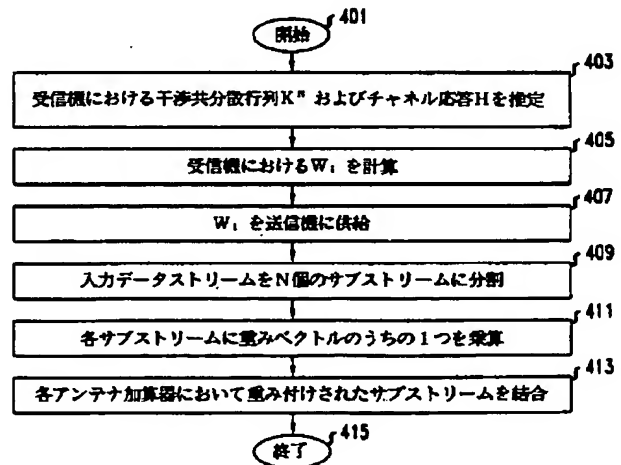 401
開始
403
受信機における干渉共分散行列Kⁿ およびチャネル応答Hを推定
405
受信機におけるWᵢ を計算
407
Wᵢ を送信機に供給
409
入力データストリームをN個のサブストリームに分割
411
各サブストリームに重みベクトルのうちの1つを乗算
413
各アンテナ加算器において重み付けされたサブストリームを結合
415
終了